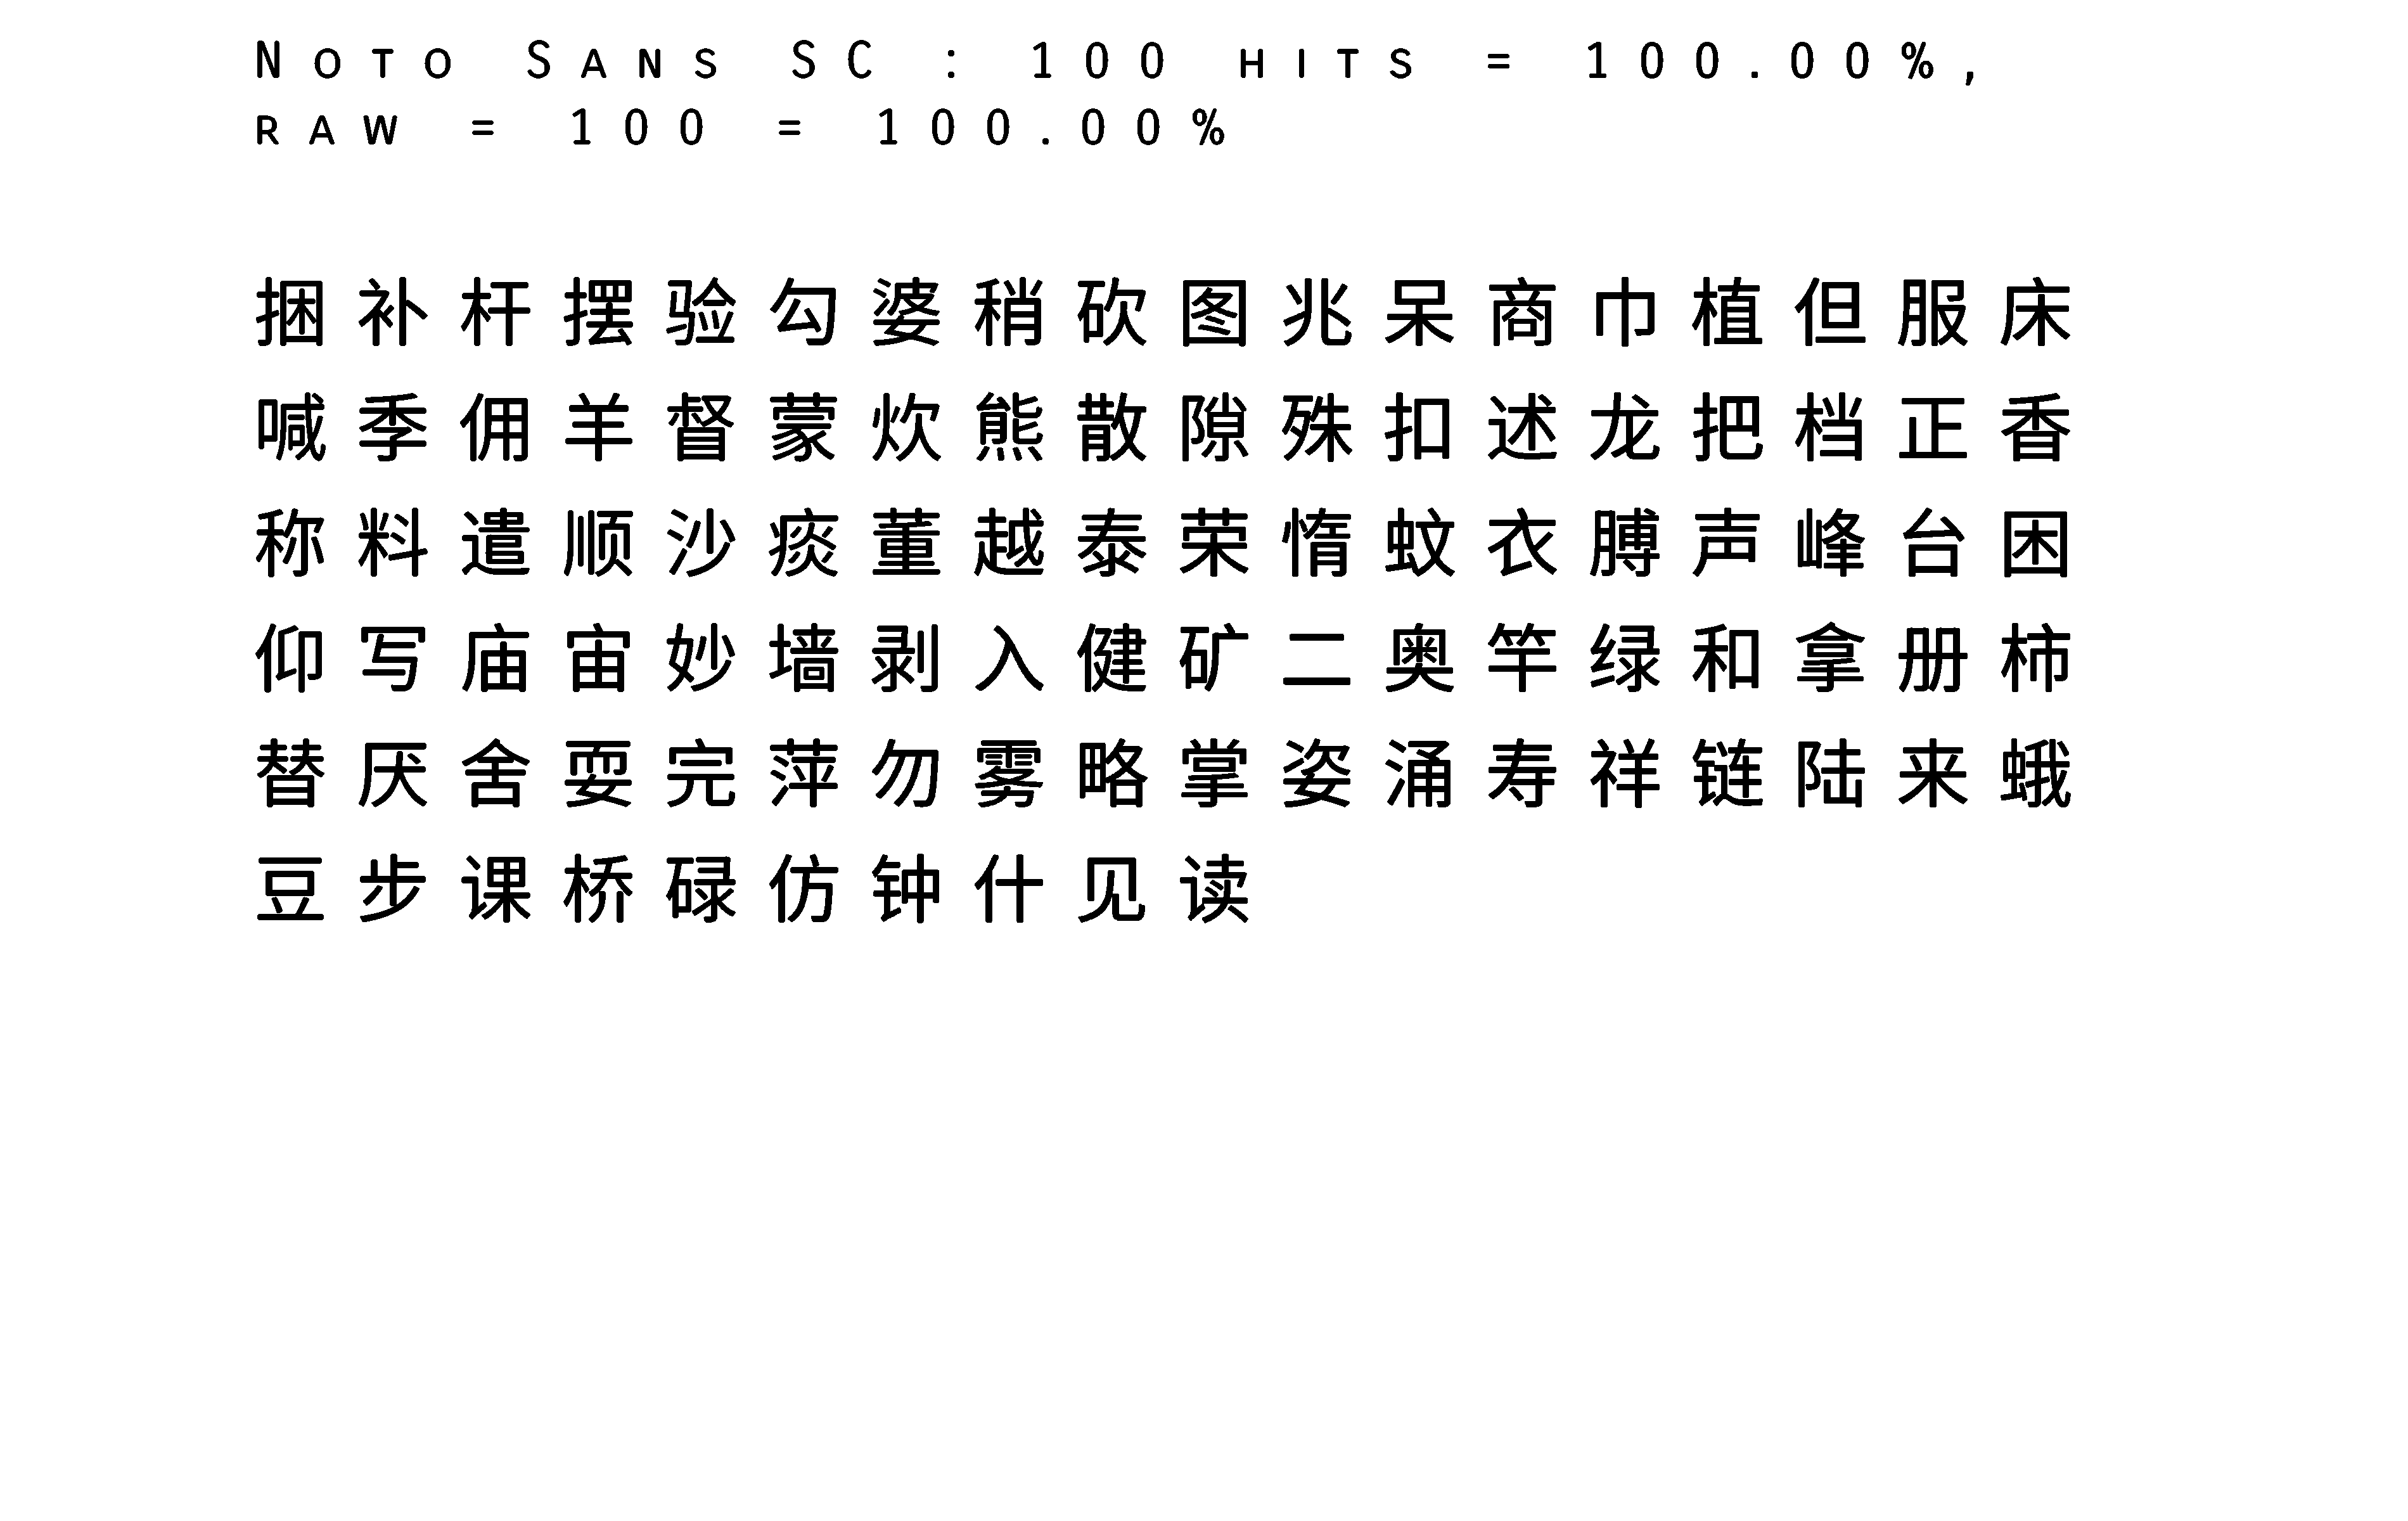 Noto Sans SC : 100 hits = 100.00%,
raw = 100 = 100.00%
捆补杆摆验勾婆稍砍图兆呆商巾植但服床
喊季佣羊督蒙炊熊散隙殊扣述龙把档正香
称料遣顺沙痰董越泰荣惰蚊衣膊声峰台困
仰写庙宙妙墙剥入健矿二奥竿绿和拿册柿
替厌舍耍完萍勿雾略掌姿涌寿祥链陆来蛾
豆步课桥碌仿钟什见读